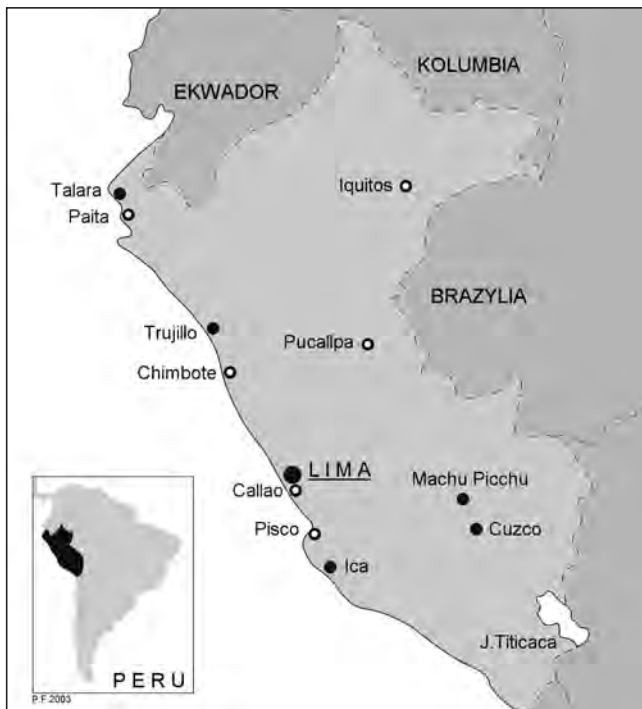 KOLUMBIA
EKWADOR
Talara
Iquitos
Paita
BRAZYLIA
Trujillo
Pucallpa
Chimbote
LIMA
Machu Picchu
Callao
Pisco
Cuzco
Ica
J.Titicaca
PERU
P.F.2003